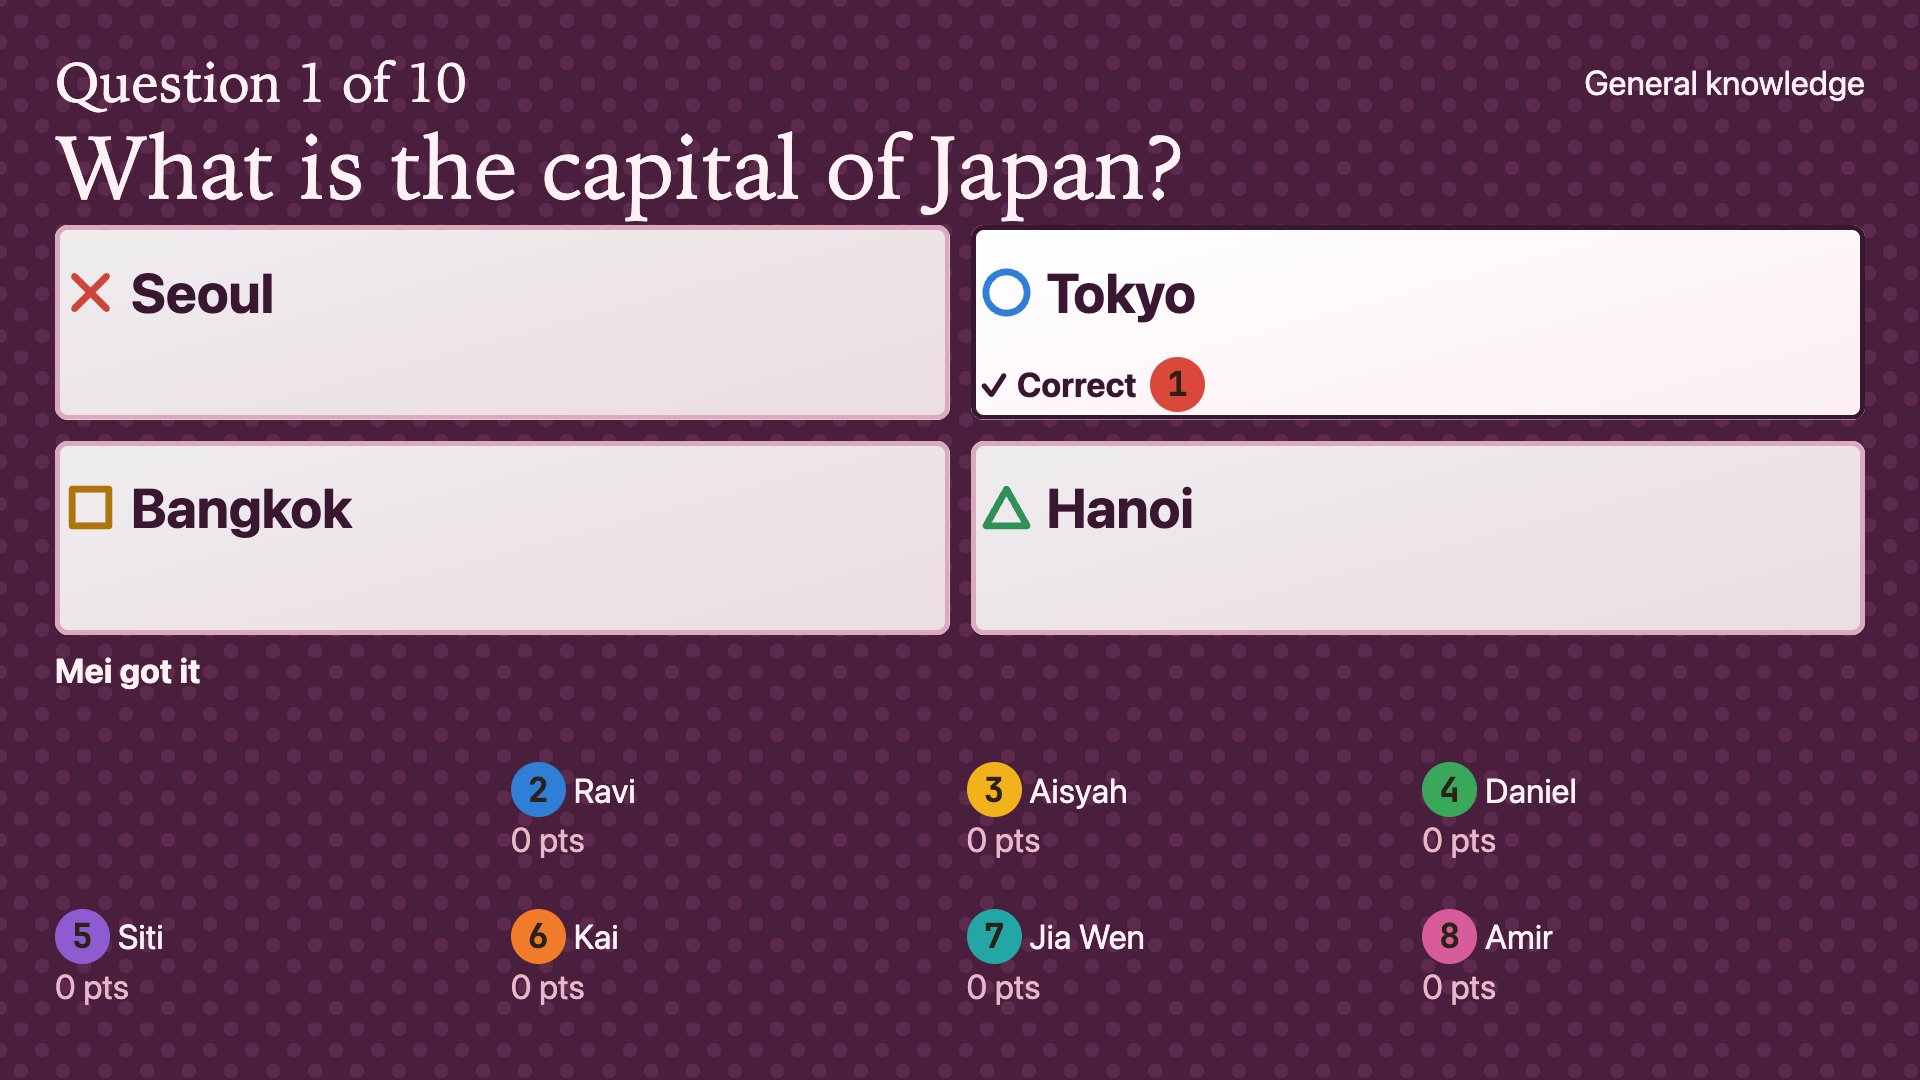 Question 1 of 10
General knowledge
What is the capital of Japan?
Seoul
Tokyo
✓ Correct 1
Bangkok
Hanoi
Mei got it
2 Ravi
0 pts
3 Aisyah
0 pts
4 Daniel
0 pts
5 Siti
0 pts
6 Kai
0 pts
7 Jia Wen
0 pts
8 Amir
0 pts